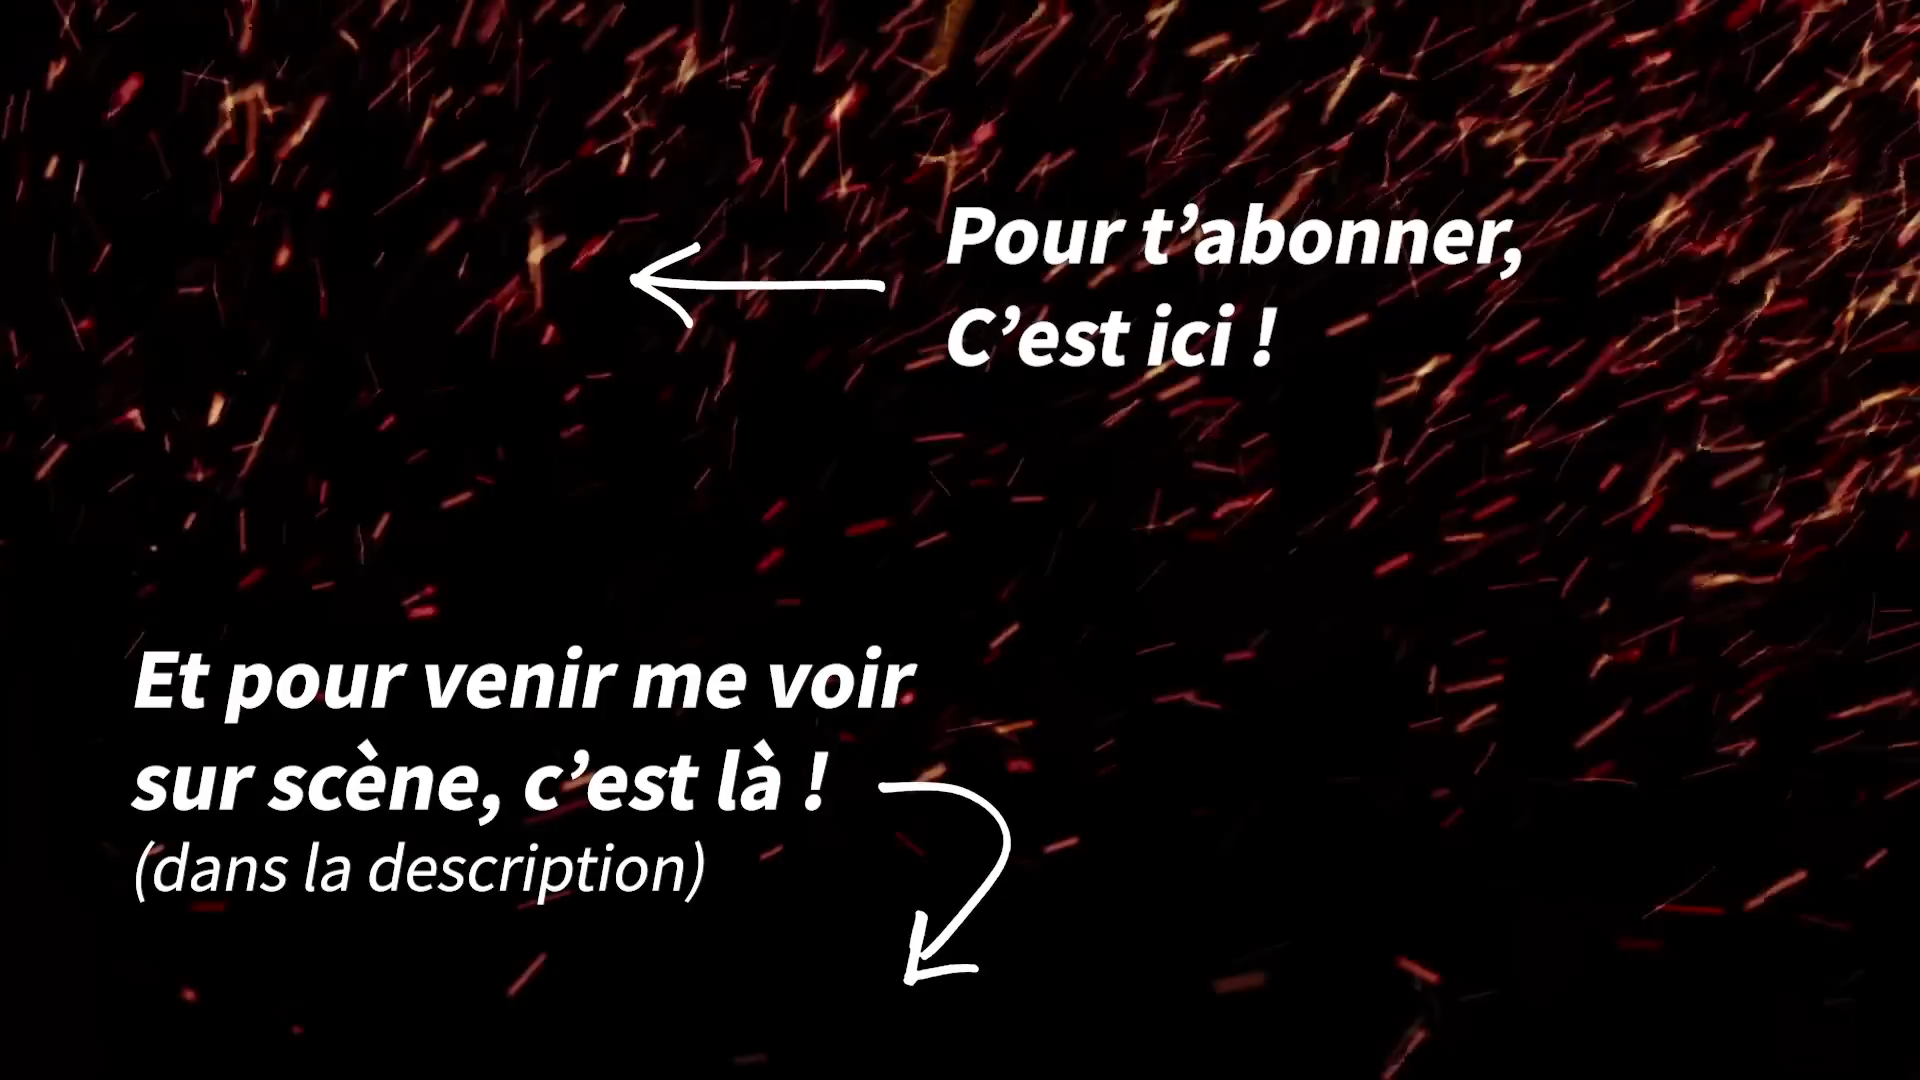 Pour t’abonner,
C’est ici !
Et pour venir me voir
sur scène, c’est là !
(dans la description)